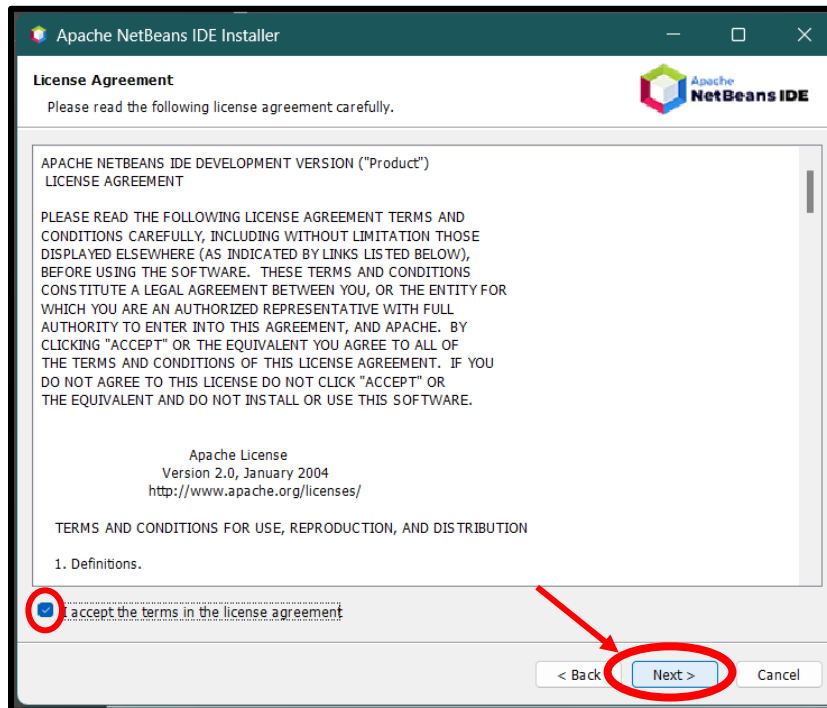 Apache NetBeans IDE Installer
License Agreement
Please read the following license agreement carefully.
Apache
NetBeans IDE
APACHE NETBEANS IDE DEVELOPMENT VERSION ("Product")
LICENSE AGREEMENT
PLEASE READ THE FOLLOWING LICENSE AGREEMENT TERMS AND
CONDITIONS CAREFULLY, INCLUDING WITHOUT LIMITATION THOSE
DISPLAYED ELSEWHERE (AS INDICATED BY LINKS LISTED BELOW),
BEFORE USING THE SOFTWARE.  THESE TERMS AND CONDITIONS
CONSTITUTE A LEGAL AGREEMENT BETWEEN YOU, OR THE ENTITY FOR
WHICH YOU ARE AN AUTHORIZED REPRESENTATIVE WITH FULL
AUTHORITY TO ENTER INTO THIS AGREEMENT, AND APACHE.  BY
CLICKING "ACCEPT" OR THE EQUIVALENT YOU AGREE TO ALL OF
THE TERMS AND CONDITIONS OF THIS LICENSE AGREEMENT.  IF YOU
DO NOT AGREE TO THIS LICENSE DO NOT CLICK "ACCEPT" OR
THE EQUIVALENT AND DO NOT INSTALL OR USE THIS SOFTWARE.
Apache License
Version 2.0, January 2004
http://www.apache.org/licenses/
TERMS AND CONDITIONS FOR USE, REPRODUCTION, AND DISTRIBUTION
1. Definitions.
I accept the terms in the license agreement
< Back
Next >
Cancel